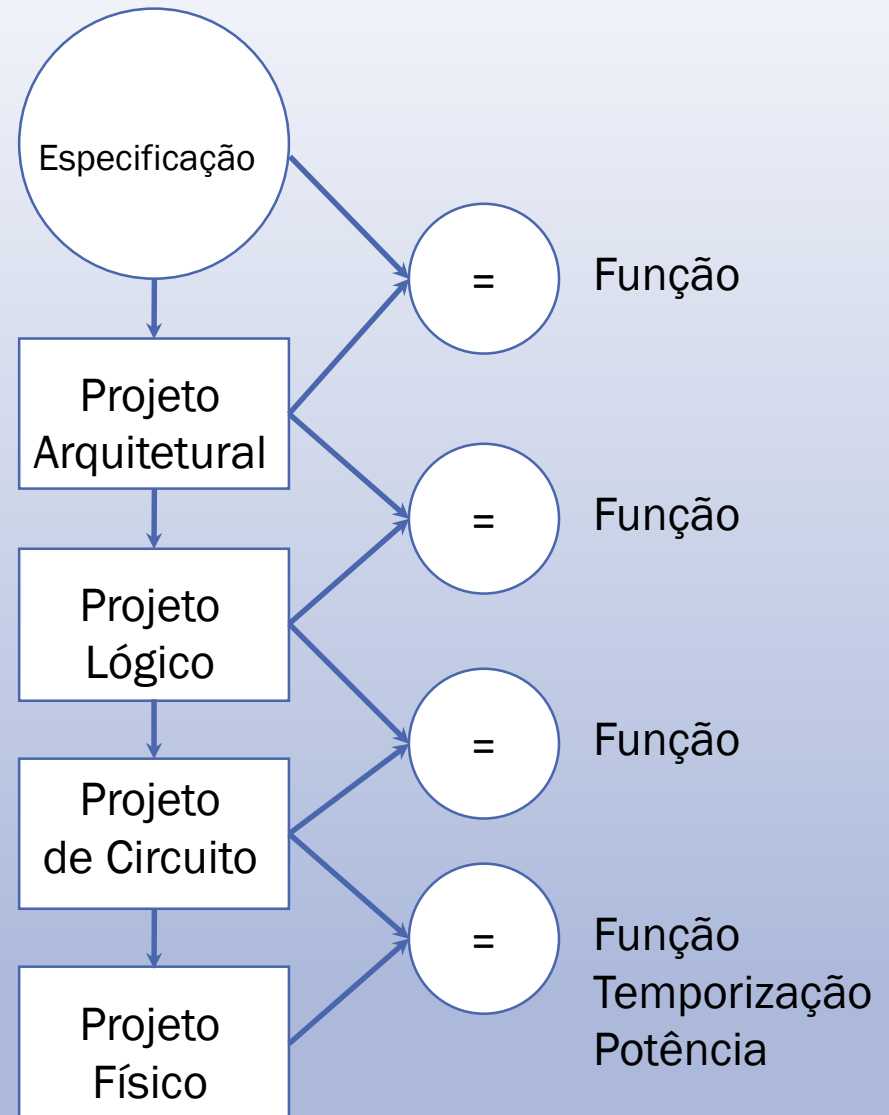 Especificação
=
Função
Projeto
Arquitetural
=
Função
Projeto
Lógico
=
Função
Projeto
de Circuito
=
Função
Temporização
Potência
Projeto
Físico